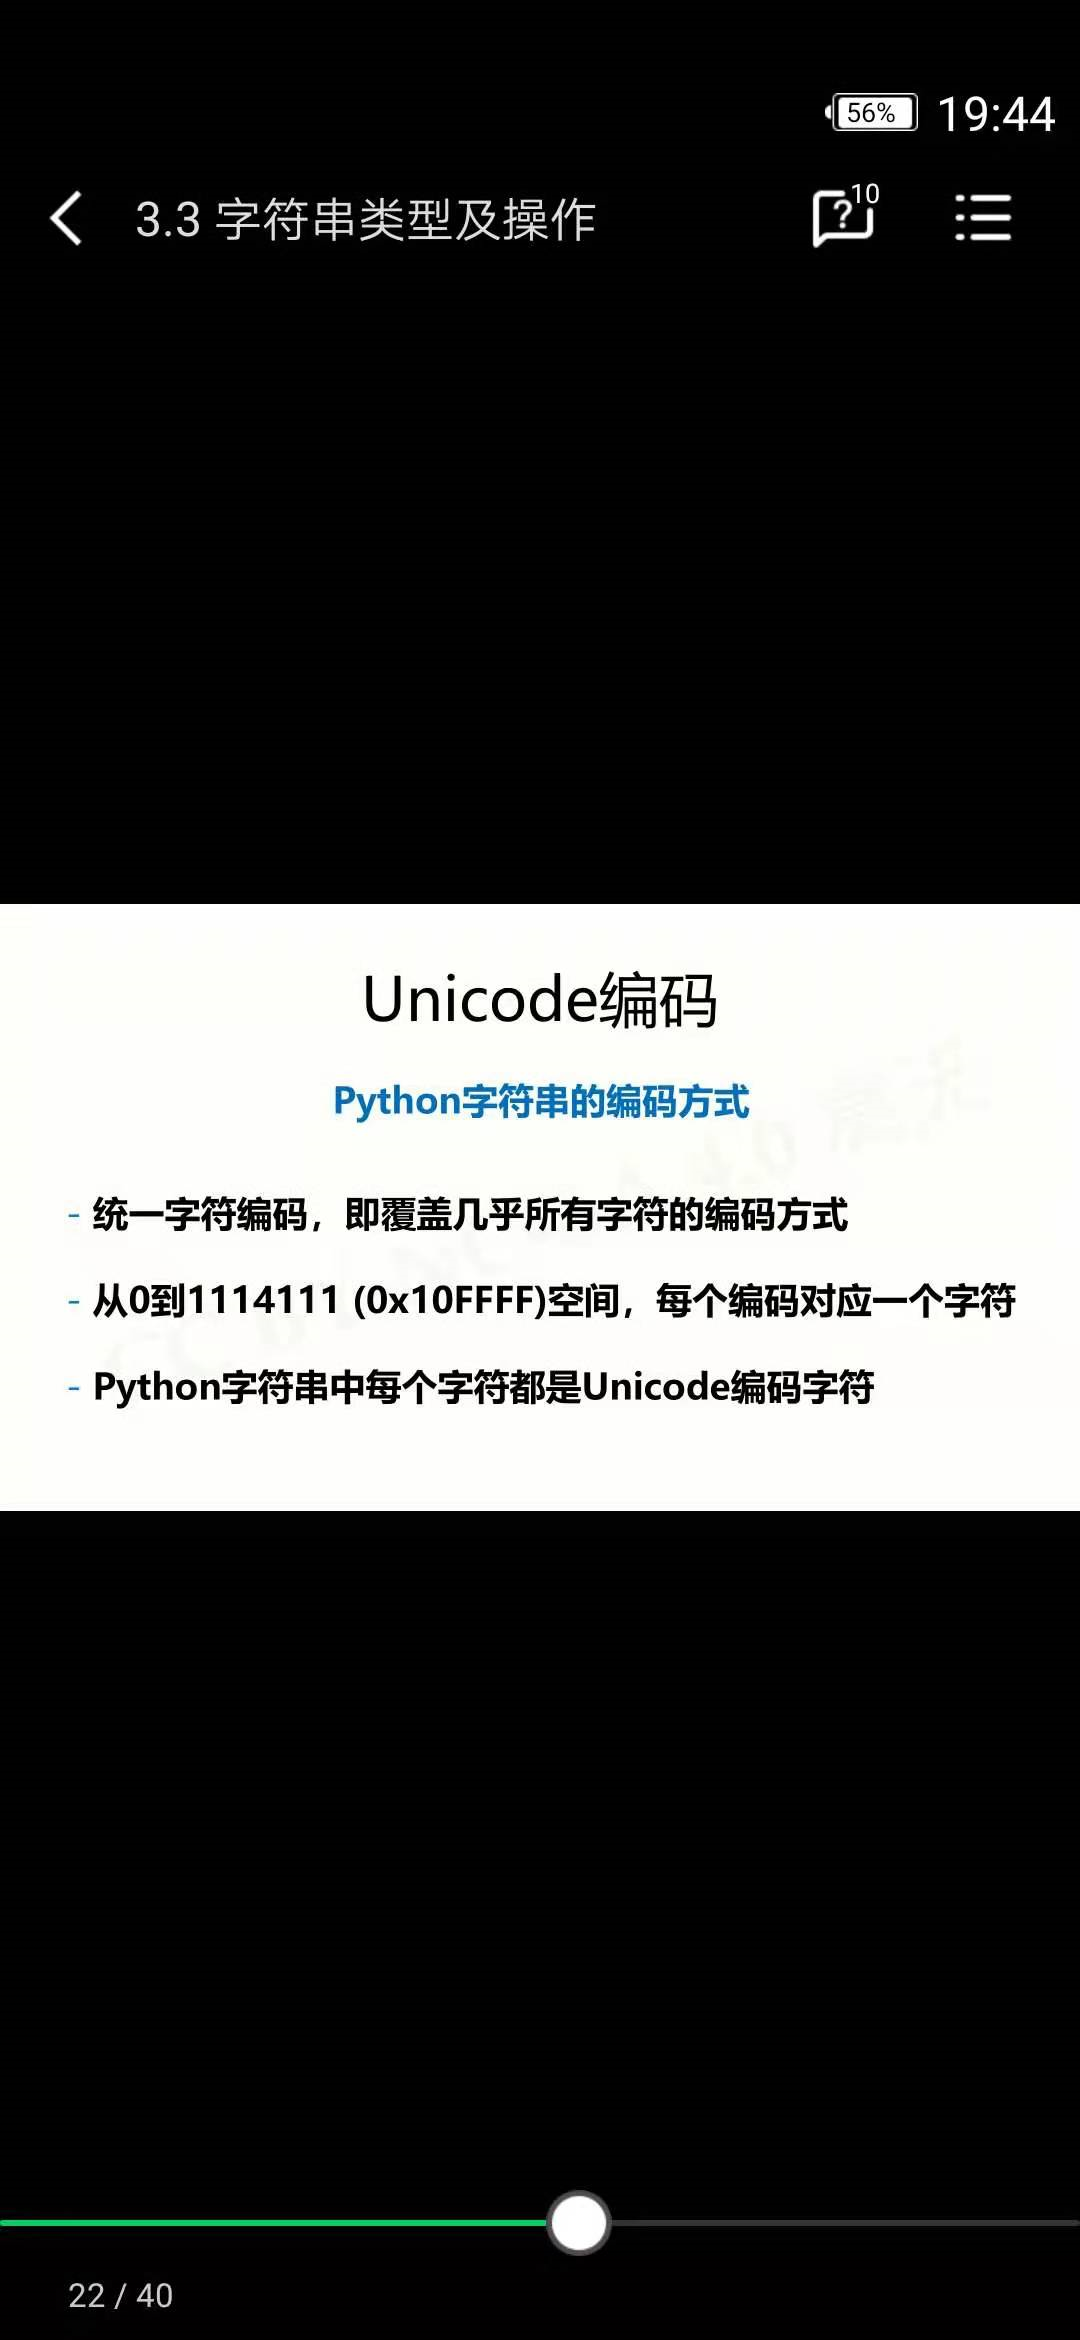 56% 19:44
3.3 字符串类型及操作
10
Unicode编码
Python字符串的编码方式
- 统一字符编码，即覆盖几乎所有字符的编码方式
- 从0到1114111 (0x10FFFF)空间，每个编码对应一个字符
- Python字符串中每个字符都是Unicode编码字符
22 / 40